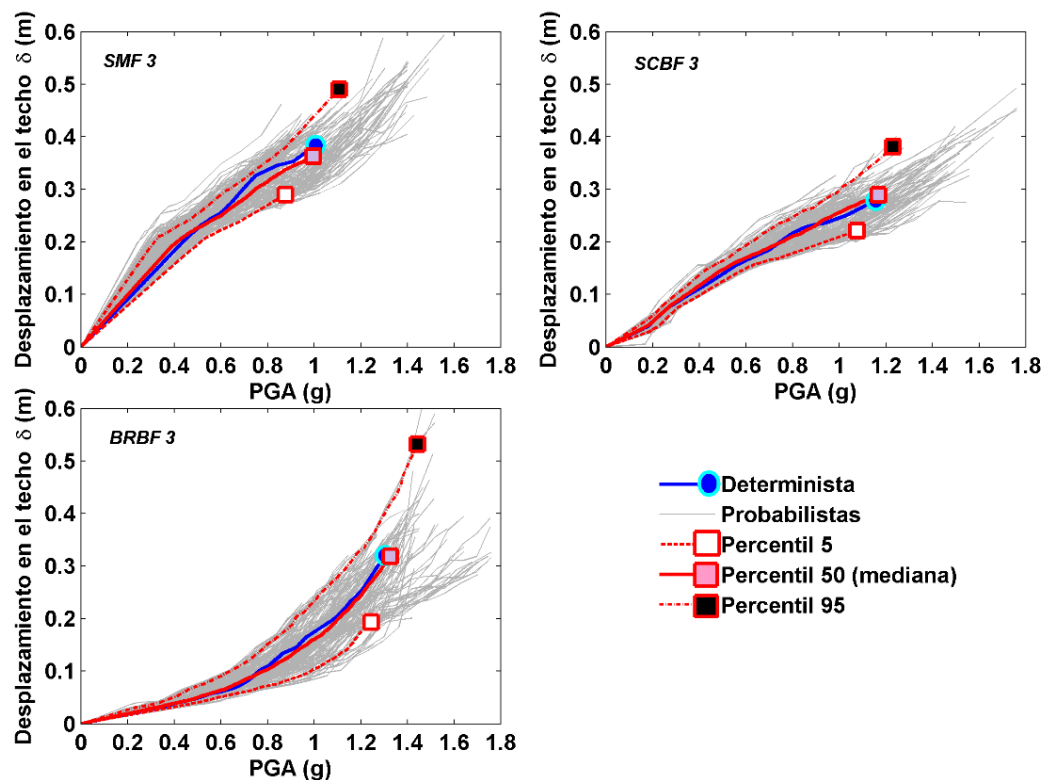 SMF 3
Desplazamiento en el techo δ (m)
0.6
0.5
0.4
0.3
0.2
0.1
0
0 0.2 0.4 0.6 0.8 1 1.2 1.4 1.6 1.8
PGA (g)
SCBF 3
Desplazamiento en el techo δ (m)
0.6
0.5
0.4
0.3
0.2
0.1
0
0 0.2 0.4 0.6 0.8 1 1.2 1.4 1.6 1.8
PGA (g)
BRBF 3
Desplazamiento en el techo δ (m)
0.6
0.5
0.4
0.3
0.2
0.1
0
0 0.2 0.4 0.6 0.8 1 1.2 1.4 1.6 1.8
PGA (g)
Determinista
Probabilistas
Percentil 5
Percentil 50 (mediana)
Percentil 95